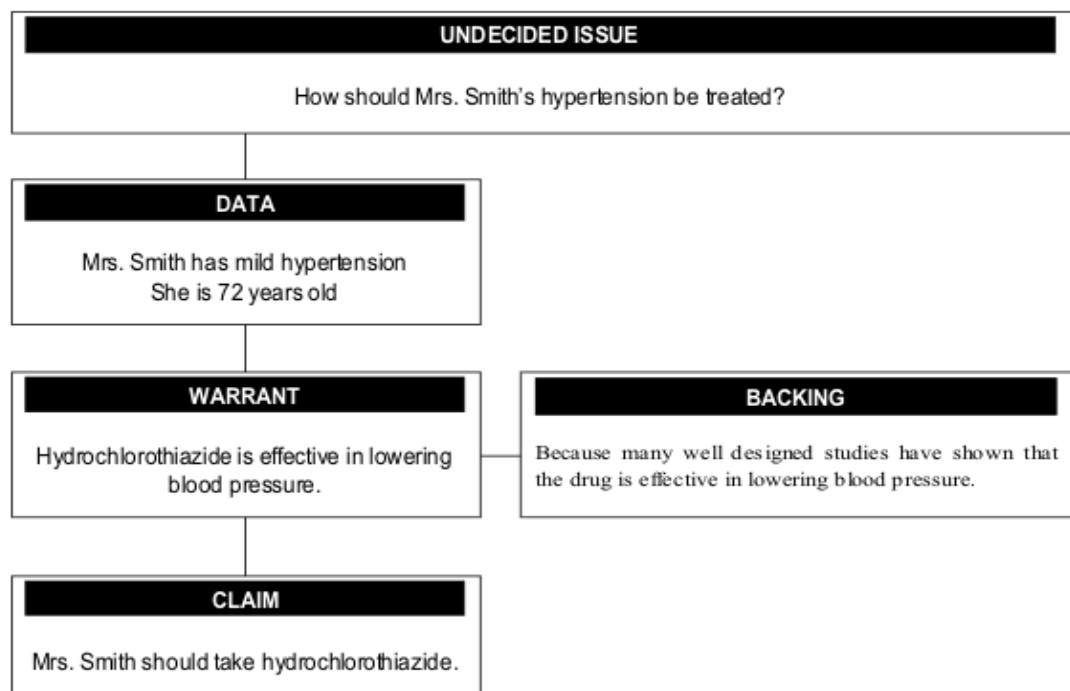 UNDECIDED ISSUE
How should Mrs. Smith's hypertension be treated?
DATA
Mrs. Smith has mild hypertension
She is 72 years old
WARRANT
Hydrochlorothiazide is effective in lowering
blood pressure.
BACKING
Because many well designed studies have shown that
the drug is effective in lowering blood pressure.
CLAIM
Mrs. Smith should take hydrochlorothiazide.